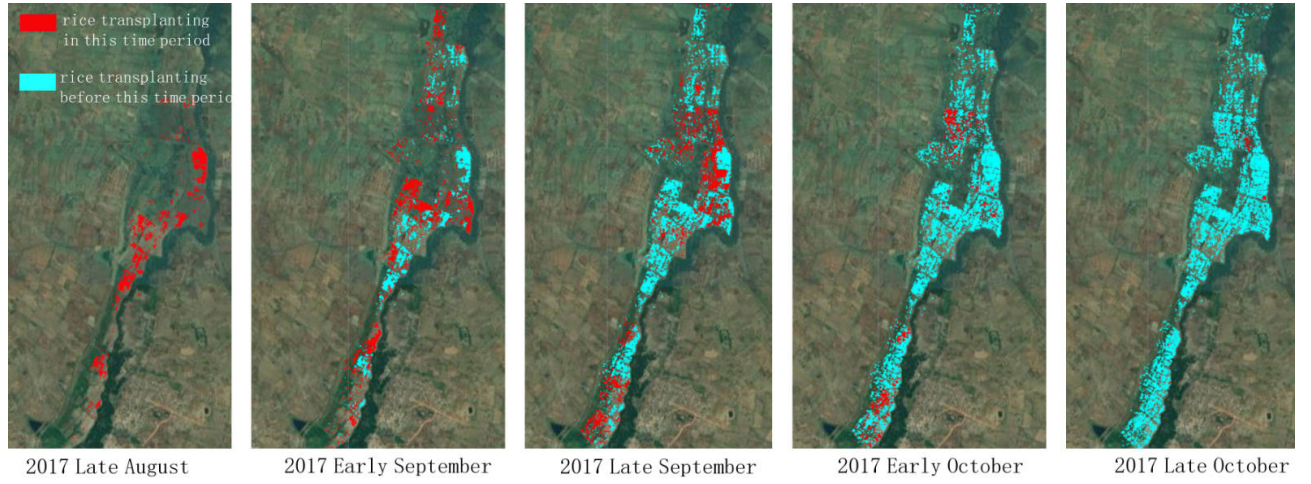 rice transplanting
in this time period
rice transplanting
before this time perio
2017 Late August
2017 Early September
2017 Late September
2017 Early October
2017 Late October